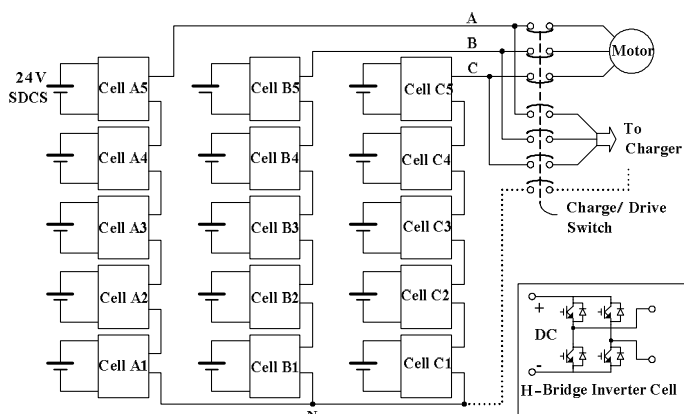 A
B
C
Motor
24V
SDCS
Cell A5
Cell B5
Cell C5
To
Charger
Cell A4
Cell B4
Cell C4
Charge/ Drive
Switch
Cell A3
Cell B3
Cell C3
Cell A2
Cell B2
Cell C2
+
DC
-
Cell A1
Cell B1
Cell C1
H-Bridge Inverter Cell
N